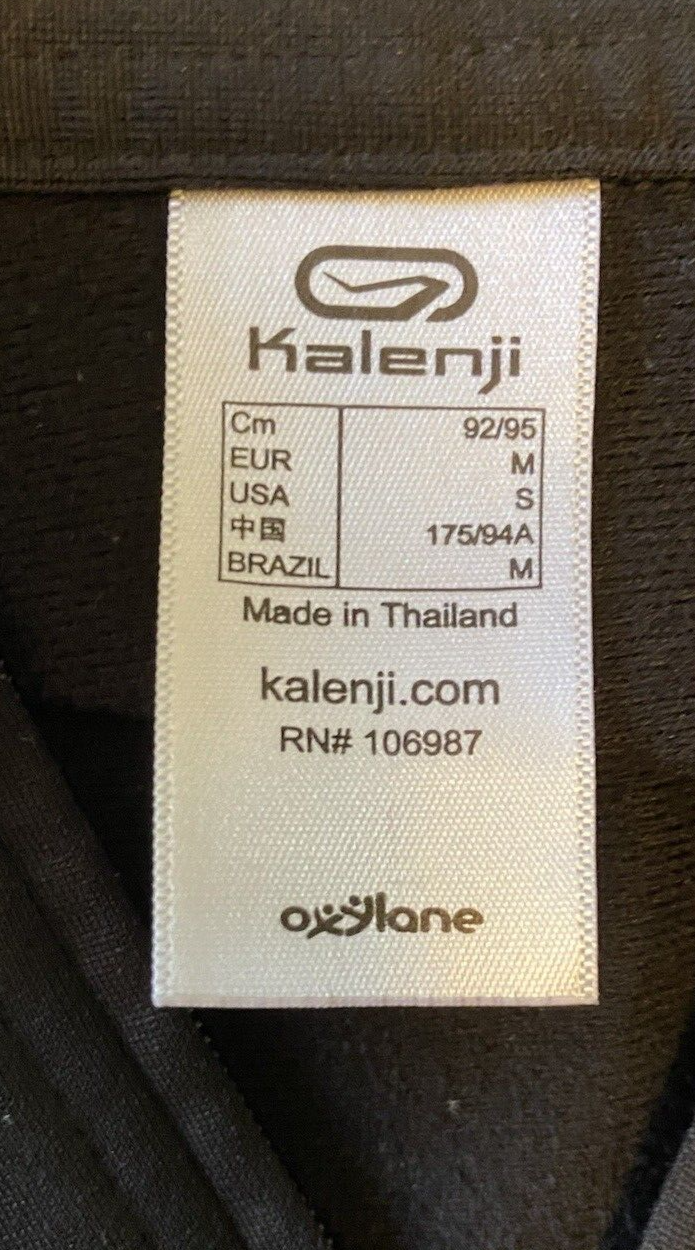 Kalenji
Cm 92/95
EUR M
USA S
中国 175/94A
BRAZIL M
Made in Thailand
kalenji.com
RN# 106987
oxylane